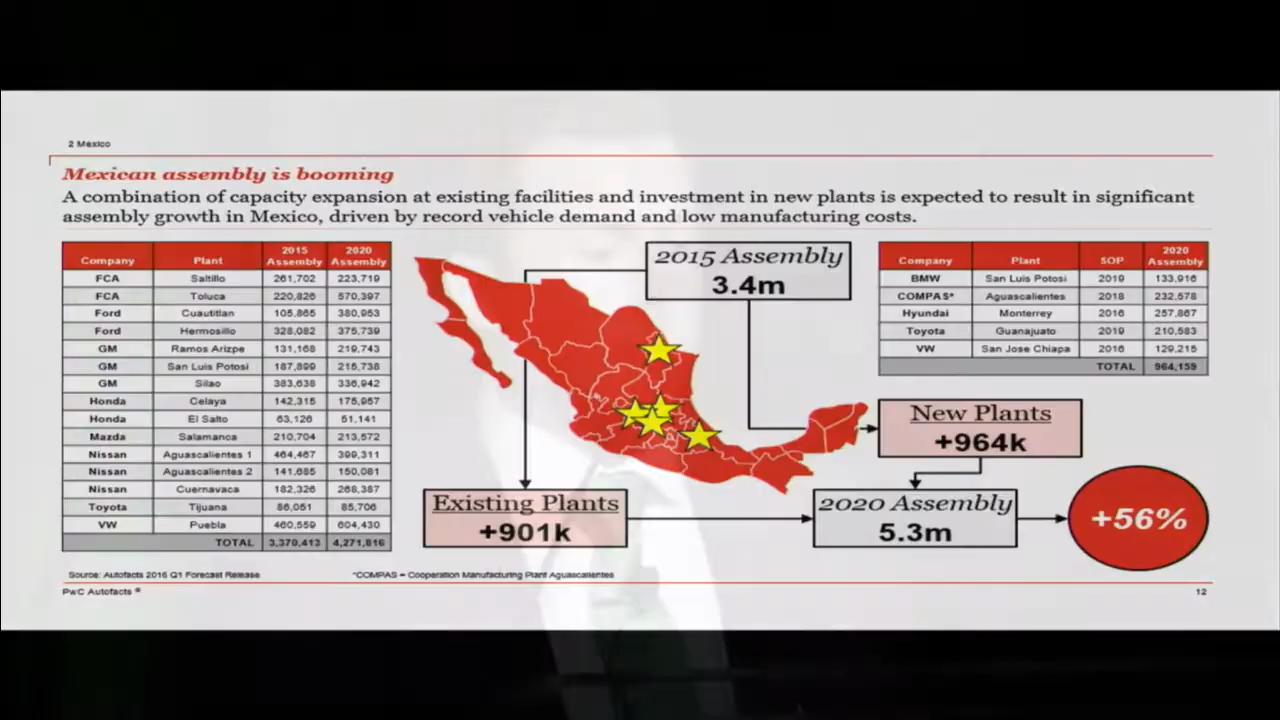 2 Mexico
Mexican assembly is booming
A combination of capacity expansion at existing facilities and investment in new plants is expected to result in significant
assembly growth in Mexico, driven by record vehicle demand and low manufacturing costs.
Company Plant 2015 Assembly 2020 Assembly
FCA Saltillo 261,702 223,719
FCA Toluca 220,826 570,397
Ford Cuautitlan 105,865 380,953
Ford Hermosillo 328,082 375,739
GM Ramos Arizpe 131,168 219,743
GM San Luis Potosi 187,899 215,738
GM Silao 383,638 336,942
Honda Celaya 142,315 175,957
Honda El Salto 63,126 51,141
Mazda Salamanca 210,704 213,572
Nissan Aguascalientes 1 464,467 399,311
Nissan Aguascalientes 2 141,685 150,081
Nissan Cuernavaca 182,326 268,387
Toyota Tijuana 86,051 85,706
VW Puebla 460,559 604,430
TOTAL 3,370,413 4,271,816
2015 Assembly
3.4m
Existing Plants
+901k
Company Plant SOP 2020 Assembly
BMW San Luis Potosi 2019 133,916
COMPAS* Aguascalientes 2018 232,578
Hyundai Monterrey 2016 257,867
Toyota Guanajuato 2019 210,583
VW San Jose Chiapa 2016 129,215
TOTAL 964,159
New Plants
+964k
2020 Assembly
5.3m
+56%
Source: Autofacts 2016 Q1 Forecast Release
*COMPAS = Cooperation Manufacturing Plant Aguascalientes
PwC Autofacts ®
12